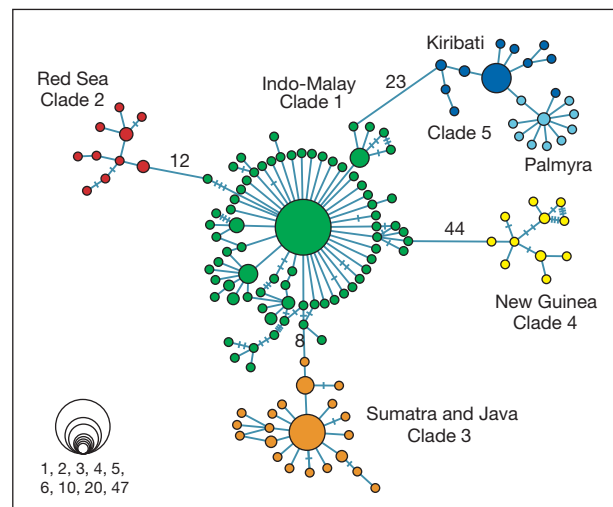 Kiribati
Red Sea
Clade 2
Indo-Malay
Clade 1
23
Clade 5
Palmyra
12
44
New Guinea
Clade 4
8
Sumatra and Java
Clade 3
1, 2, 3, 4, 5,
6, 10, 20, 47